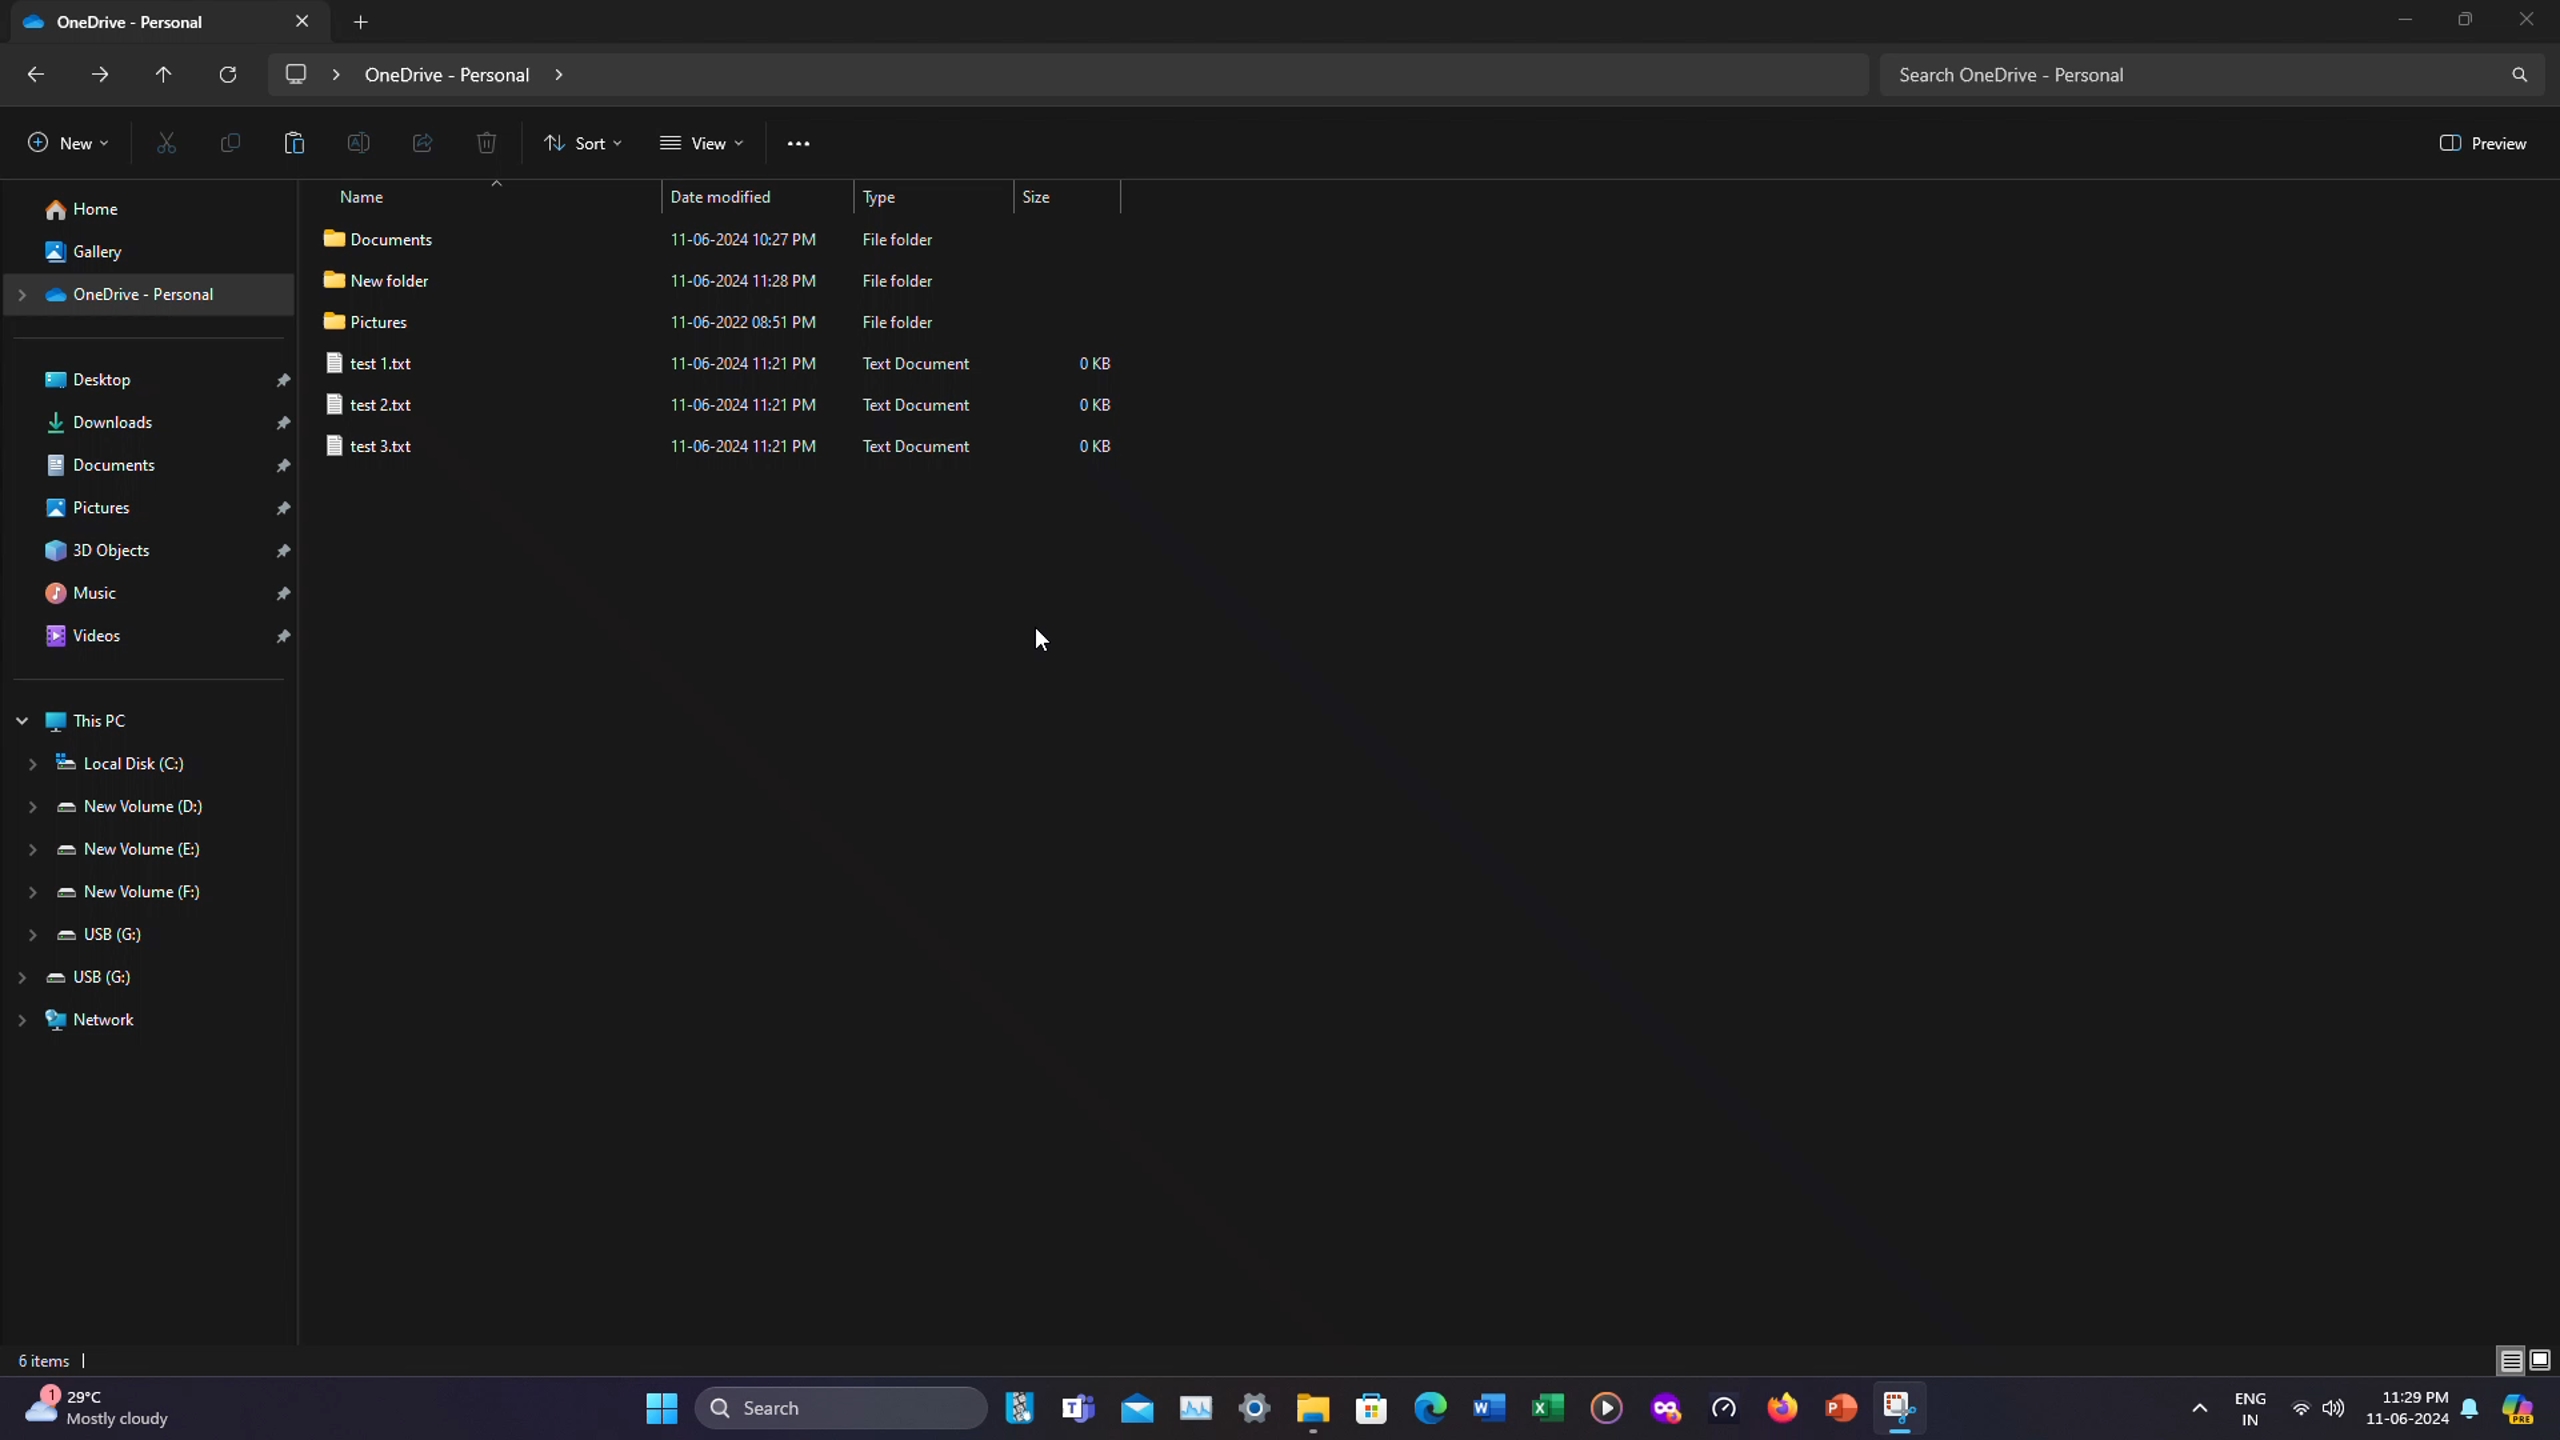 OneDrive - Personal
OneDrive - Personal
Search OneDrive - Personal
New
Sort
View
Preview
Name Date modified Type Size
Documents 11-06-2024 10:27 PM File folder
New folder 11-06-2024 11:28 PM File folder
Pictures 11-06-2022 08:51 PM File folder
test 1.txt 11-06-2024 11:21 PM Text Document 0 KB
test 2.txt 11-06-2024 11:21 PM Text Document 0 KB
test 3.txt 11-06-2024 11:21 PM Text Document 0 KB
Home
Gallery
OneDrive - Personal
Desktop
Downloads
Documents
Pictures
3D Objects
Music
Videos
This PC
Local Disk (C:)
New Volume (D:)
New Volume (E:)
New Volume (F:)
USB (G:)
USB (G:)
Network
6 items
1
29°C
Mostly cloudy
Search
T
W
X
P
ENG
IN
11:29 PM
11-06-2024
PRE